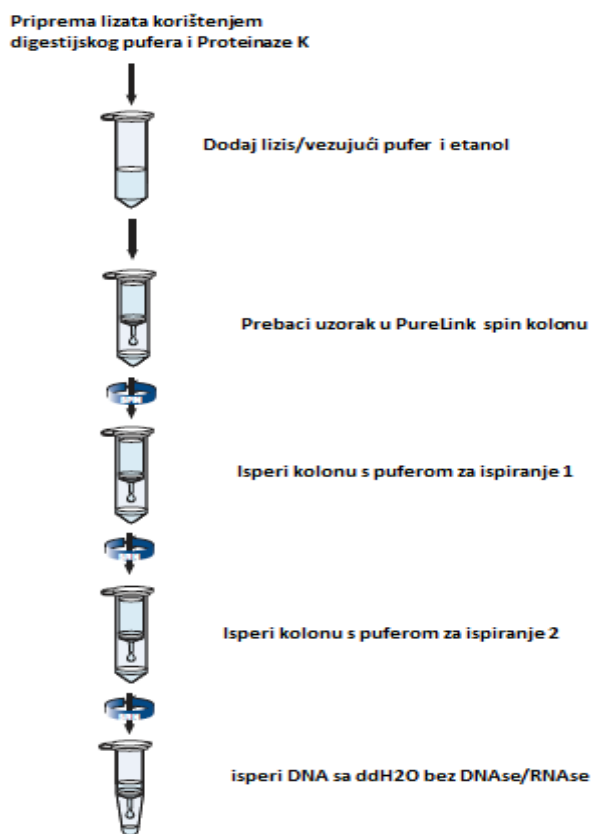 Priprema lizata korištenjem
digestijskog pufera i Proteinaze K
Dodaj lizis/vezujući pufer i etanol
Prebaci uzorak u PureLink spin kolonu
Isperi kolonu s puferom za ispiranje 1
Isperi kolonu s puferom za ispiranje 2
isperi DNA sa ddH2O bez DNAse/RNAse